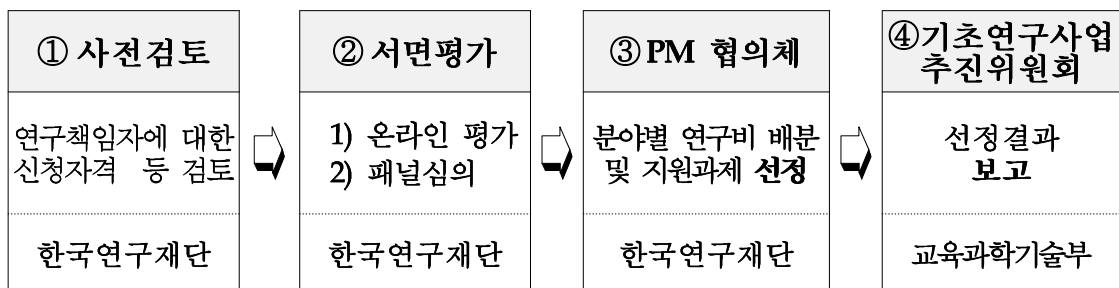 ① 사전검토
연구책임자에 대한
신청자격 등 검토
한국연구재단
② 서면평가
1) 온라인 평가
2) 패널심의
한국연구재단
③ PM 협의체
분야별 연구비 배분
및 지원과제 선정
한국연구재단
④ 기초연구사업
추진위원회
선정결과
보고
교육과학기술부